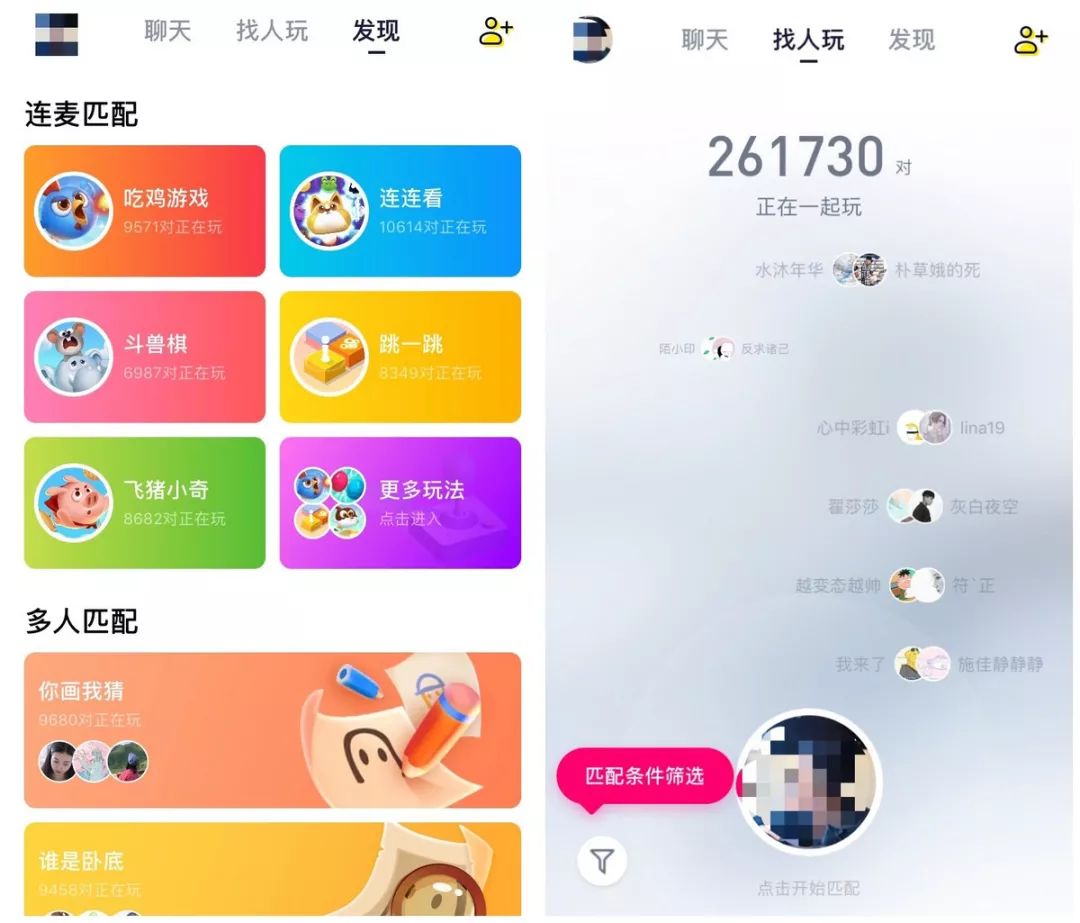 聊天 找人玩 发现
连麦匹配
吃鸡游戏
9571对正在玩
连连看
10614对正在玩
斗兽棋
6987对正在玩
跳一跳
8349对正在玩
飞猪小奇
8682对正在玩
更多玩法
点击进入
多人匹配
你画我猜
9680对正在玩
谁是卧底
9458对正在玩
聊天 找人玩 发现
261730 对
正在一起玩
水沐年华 朴草娥的死
陌小印 反求诸己
心中彩虹i lina19
翟莎莎 灰白夜空
越变态越帅 符`正
我来了 施佳静静静
匹配条件筛选
点击开始匹配